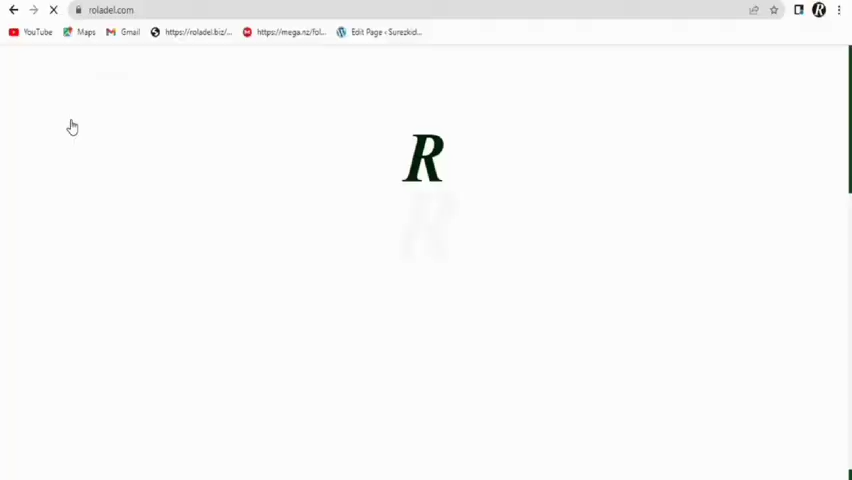 roladel.com
YouTube
Maps
Gmail
https://roladel.biz/...
https://mega.nz/fol...
Edit Page ‹ Surezkid...
R
R